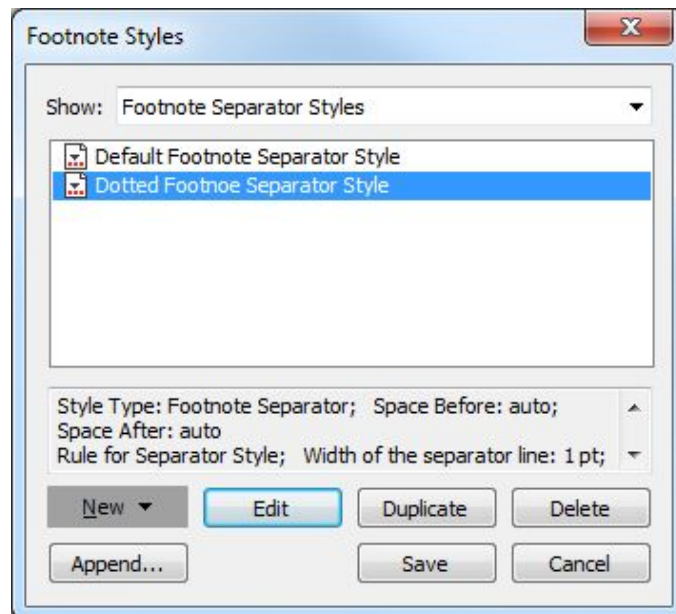 Footnote Styles
Show: Footnote Separator Styles
Default Footnote Separator Style
Dotted Footnoe Separator Style
Style Type: Footnote Separator; Space Before: auto;
Space After: auto
Rule for Separator Style; Width of the separator line: 1 pt;
New Edit Duplicate Delete
Append... Save Cancel